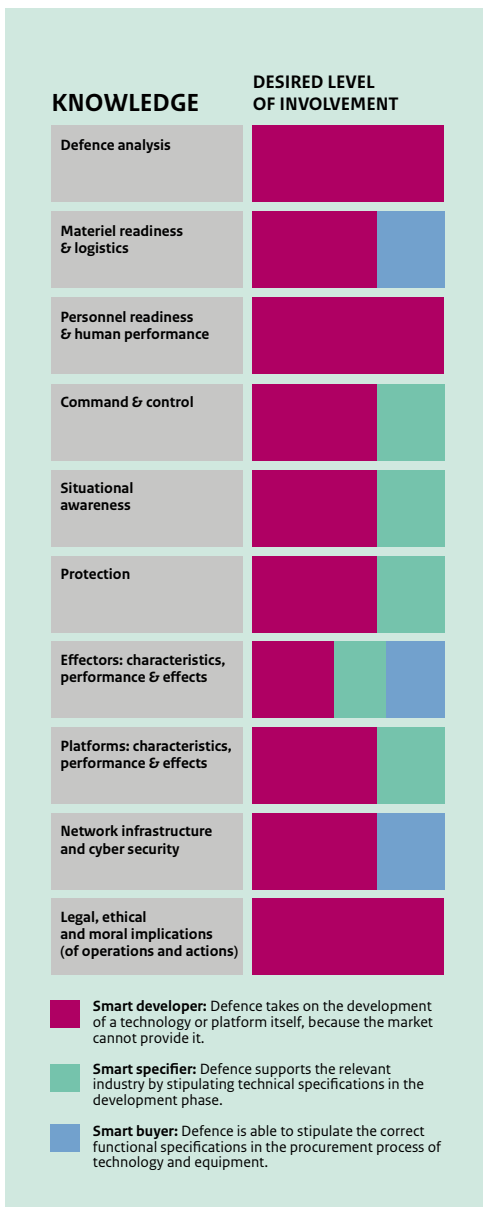 KNOWLEDGE
DESIRED LEVEL
OF INVOLVEMENT
Defence analysis
Materiel readiness
& logistics
Personnel readiness
& human performance
Command & control
Situational
awareness
Protection
Effectors: characteristics,
performance & effects
Platforms: characteristics,
performance & effects
Network infrastructure
and cyber security
Legal, ethical
and moral implications
(of operations and actions)
Smart developer: Defence takes on the development
of a technology or platform itself, because the market
cannot provide it.
Smart specifier: Defence supports the relevant
industry by stipulating technical specifications in the
development phase.
Smart buyer: Defence is able to stipulate the correct
functional specifications in the procurement process of
technology and equipment.